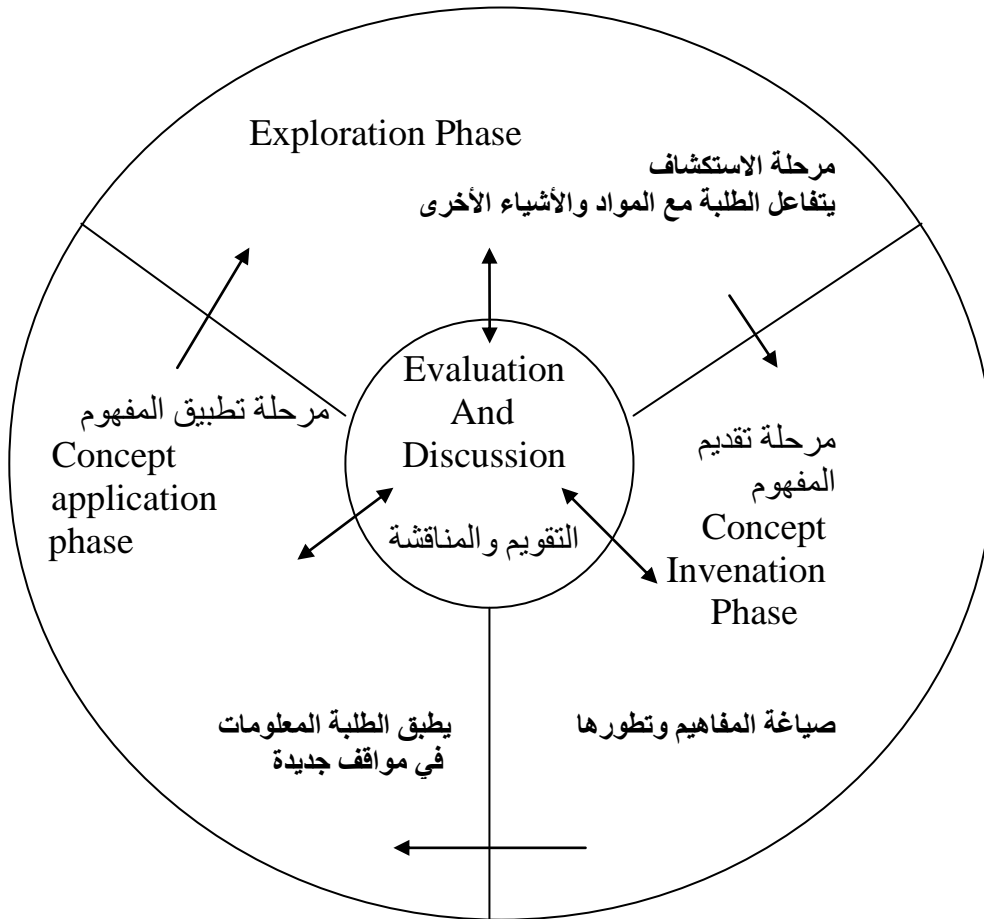 Exploration Phase
مرحلة الاستكشاف
يتفاعل الطلبة مع المواد والأشياء الأخرى
Evaluation
And
Discussion
التقويم والمناقشة
مرحلة تقديم
المفهوم
Concept
Invenation
Phase
صياغة المفاهيم وتطورها
مرحلة تطبيق المفهوم
Concept
application
phase
يطبق الطلبة المعلومات
في مواقف جديدة